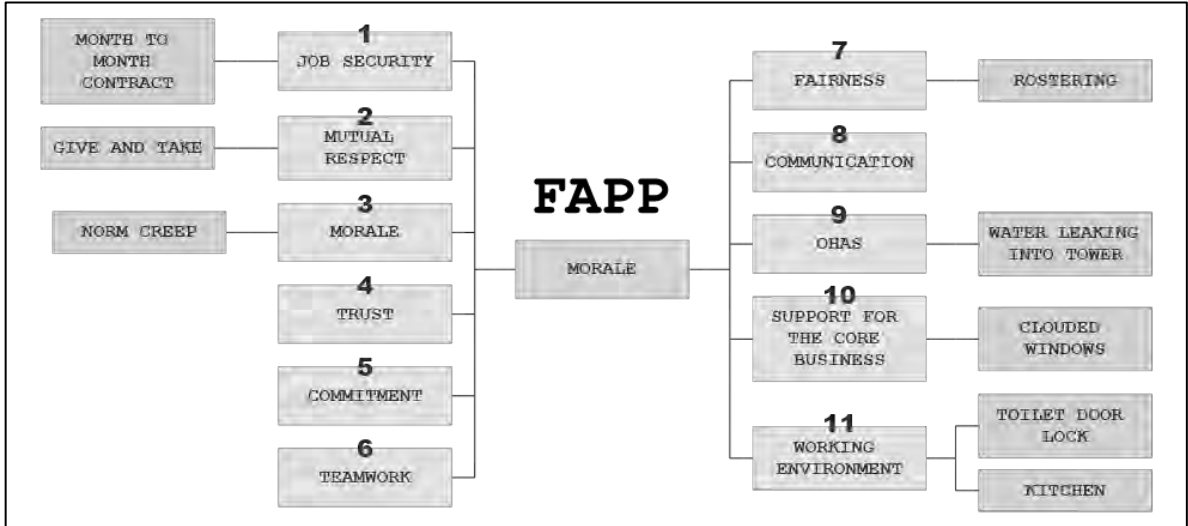 MONTH TO
MONTH
CONTRACT
1
JOB SECURITY
GIVE AND TAKE
2
MUTUAL
RESPECT
NORM CREEP
3
MORALE
4
TRUST
5
COMMITMENT
6
TEAMWORK
FAPP
MORALE
7
FAIRNESS
ROSTERING
8
COMMUNICATION
9
OHAS
WATER LEAKING
INTO TOWER
10
SUPPORT FOR
THE CORE
BUSINESS
CLOUDED
WINDOWS
11
WORKING
ENVIRONMENT
TOILET DOOR
LOCK
KITCHEN